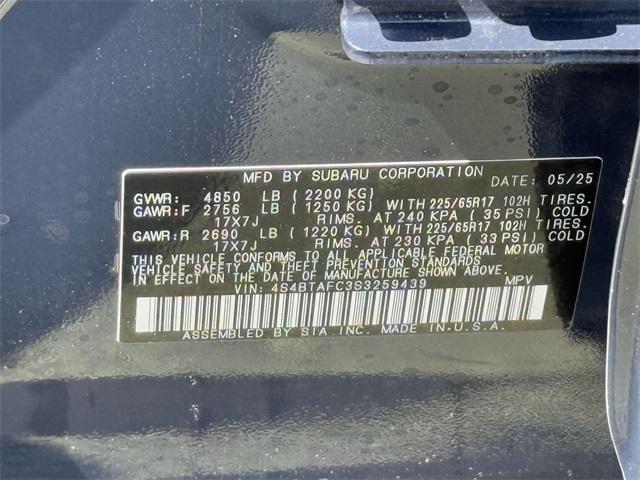 MFD BY SUBARU CORPORATION DATE: 05/25
GVWR: 4850 LB (2200 KG)
GAWR:F 2756 LB (1250 KG) WITH 225/65R17 102H TIRES.
17X7J RIMS. AT 240 KPA (35 PSI) COLD
GAWR:R 2690 LB (1220 KG) WITH 225/65R17 102H TIRES.
17X7J RIMS. AT 230 KPA (33 PSI) COLD
THIS VEHICLE CONFORMS TO ALL APPLICABLE FEDERAL MOTOR
VEHICLE SAFETY AND THEFT PREVENTION STANDARDS
IN EFFECT ON THE DATE OF MANUFACTURE SHOWN ABOVE.
VIN: 4S4BTAFC3S3259439 MPV
ASSEMBLED BY SIA INC. MADE IN U.S.A.